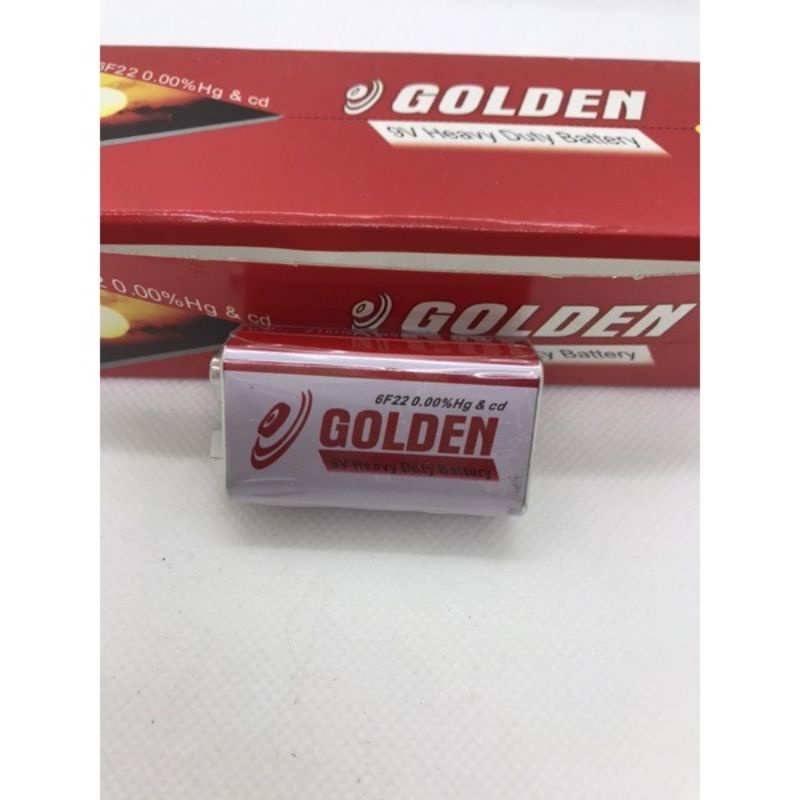 6F22 0.00%Hg & cd
GOLDEN
9V Heavy Duty Battery
0.00%Hg & cd
GOLDEN
Battery
6F22 0.00%Hg & cd
GOLDEN
9V Heavy Duty Battery